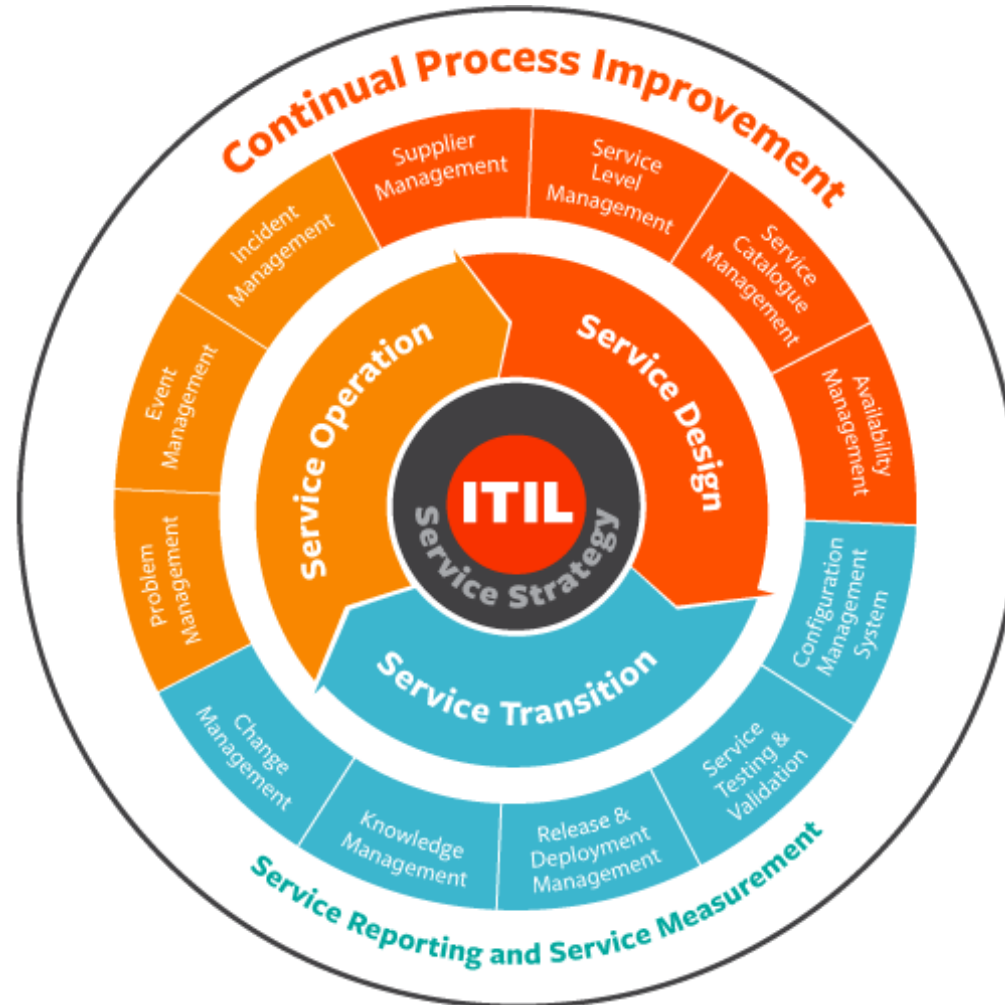 Continual Process Improvement
Supplier
Management
Service
Level
Management
Service
Catalogue
Management
Availability
Management
Configuration
Management
System
Service
Testing &
Validation
Release &
Deployment
Management
Knowledge
Management
Change
Management
Problem
Management
Event
Management
Incident
Management
Service Operation
Service Design
Service Transition
ITIL
Service Strategy
Service Reporting and Service Measurement